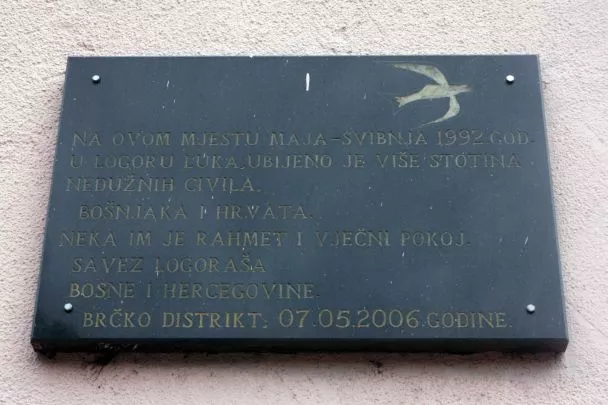 NA OVOM MJESTU MAJA-SVIBNJA 1992.GOD.
U LOGORU LUKA,UBIJENO JE VIŠE STOTINA
NEDUŽNIH CIVILA,
BOŠNJAKA I HRVATA.
NEKA IM JE RAHMET I VJEČNI POKOJ.
SAVEZ LOGORAŠA
BOSNE I HERCEGOVINE.
BRČKO DISTRIKT: 07.05.2006.GODINE.